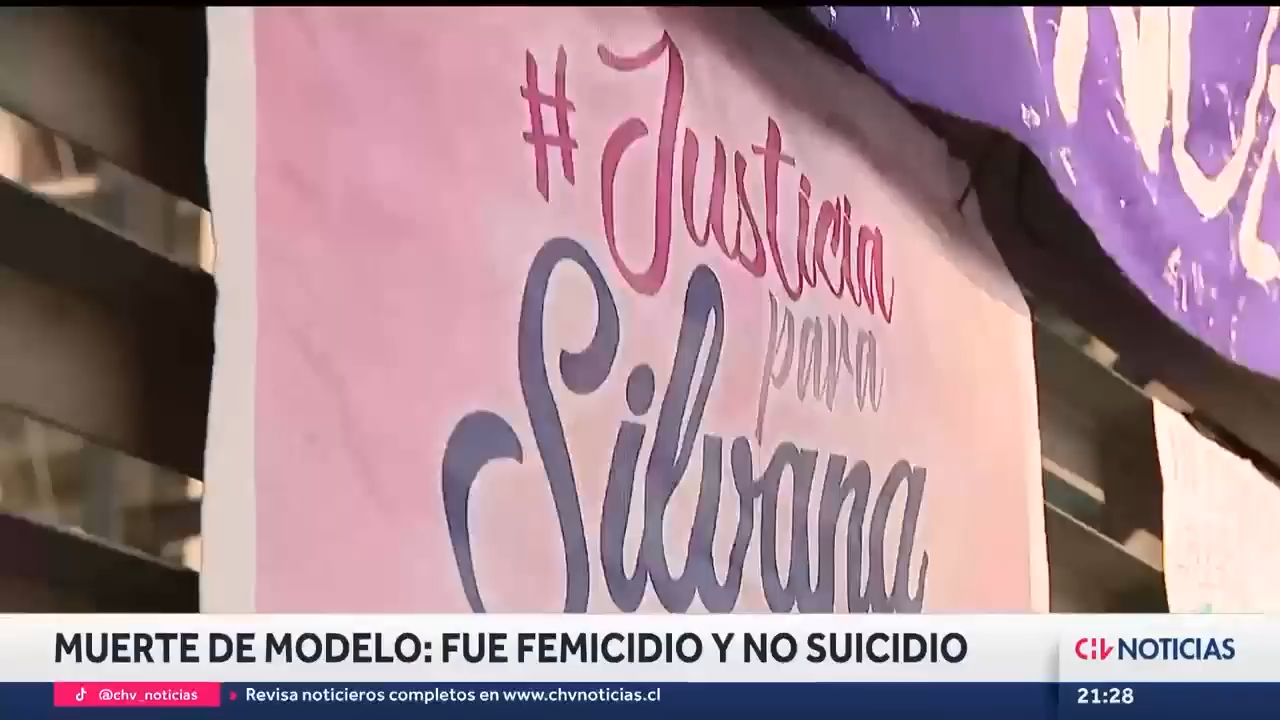 #Justicia
para
Silvana
MUERTE DE MODELO: FUE FEMICIDIO Y NO SUICIDIO
CHV NOTICIAS
@chv_noticias
Revisa noticieros completos en www.chvnoticias.cl
21:28